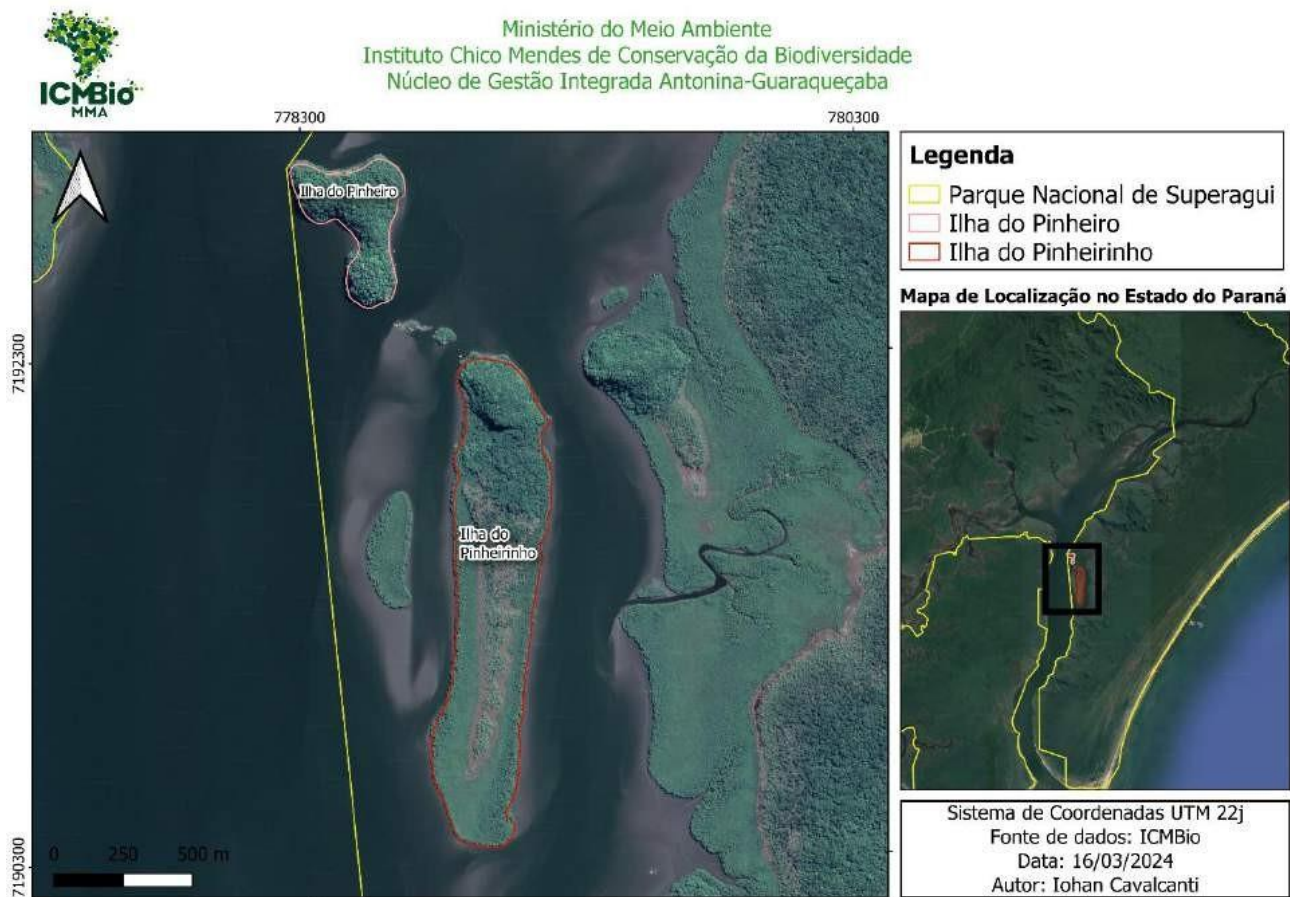 ICMBio
MMA
Ministério do Meio Ambiente
Instituto Chico Mendes de Conservação da Biodiversidade
Núcleo de Gestão Integrada Antonina-Guaraqueçaba
778300
780300
7192300
7190300
Ilha do Pinheiro
Ilha do
Pinheirinho
0 250 500 m
Legenda
Parque Nacional de Superagui
Ilha do Pinheiro
Ilha do Pinheirinho
Mapa de Localização no Estado do Paraná
Sistema de Coordenadas UTM 22j
Fonte de dados: ICMBio
Data: 16/03/2024
Autor: Iohan Cavalcanti